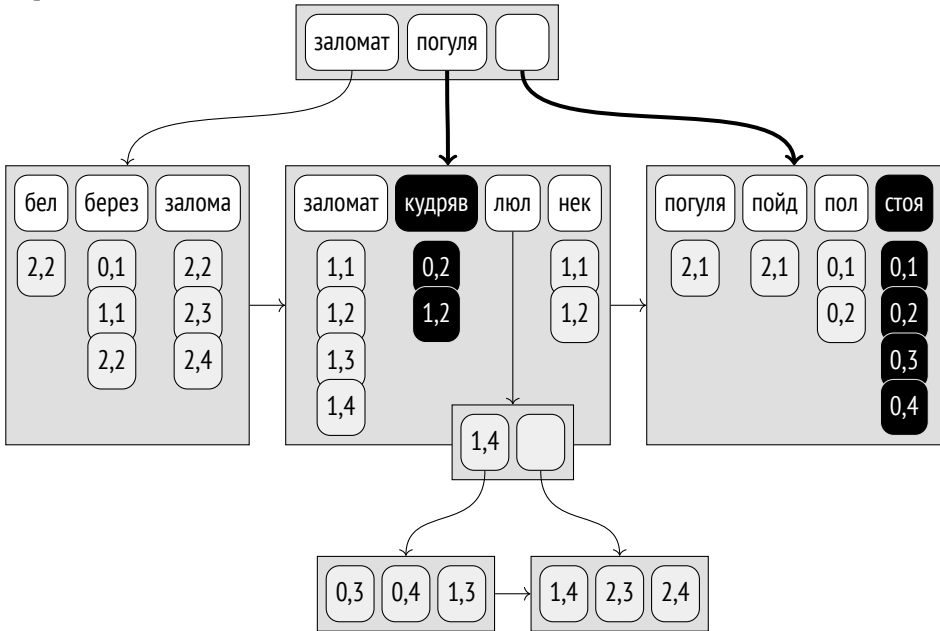 заломат погуля
бел берез залома заломат кудряв люл нек погуля пойд пол стоя
2,2 0,1 2,2 1,1 0,2 1,1 2,1 2,1 0,1 0,1
1,1 2,3 1,2 1,2 1,2 0,2 0,2
2,2 2,4 1,3 0,3
1,4 0,4
1,4
0,3 0,4 1,3 1,4 2,3 2,4